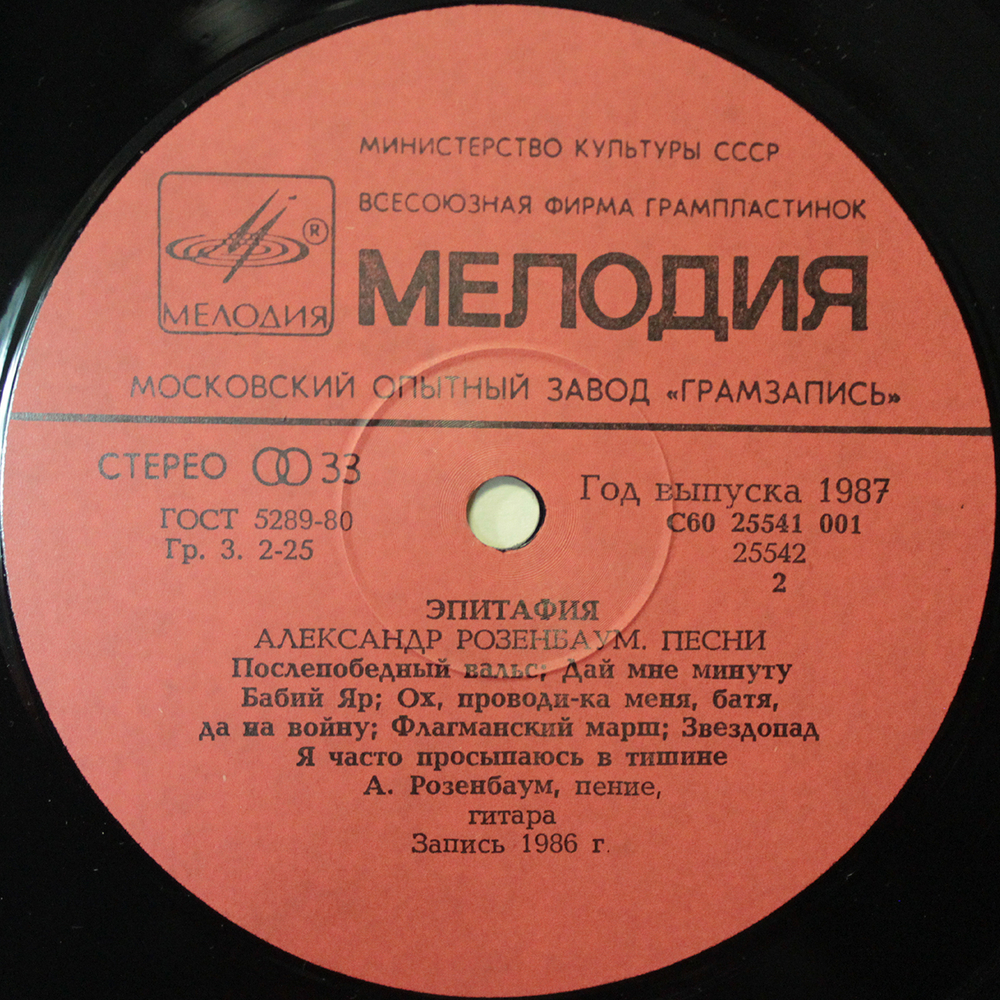 МИНИСТЕРСТВО КУЛЬТУРЫ СССР
ВСЕСОЮЗНАЯ ФИРМА ГРАМПЛАСТИНОК
®
МЕЛОДИЯ
МЕЛОДИЯ
МОСКОВСКИЙ ОПЫТНЫЙ ЗАВОД «ГРАМЗАПИСЬ»
СТЕРЕО 33
Год выпуска 1987
ГОСТ 5289-80
С60 25541 001
Гр. 3. 2-25
25542
2
ЭПИТАФИЯ
АЛЕКСАНДР РОЗЕНБАУМ. ПЕСНИ
Послепобедный вальс; Дай мне минуту
Бабий Яр; Ох, проводи-ка меня, батя,
да на войну; Флагманский марш; Звездопад
Я часто просыпаюсь в тишине
А. Розенбаум, пение,
гитара
Запись 1986 г.